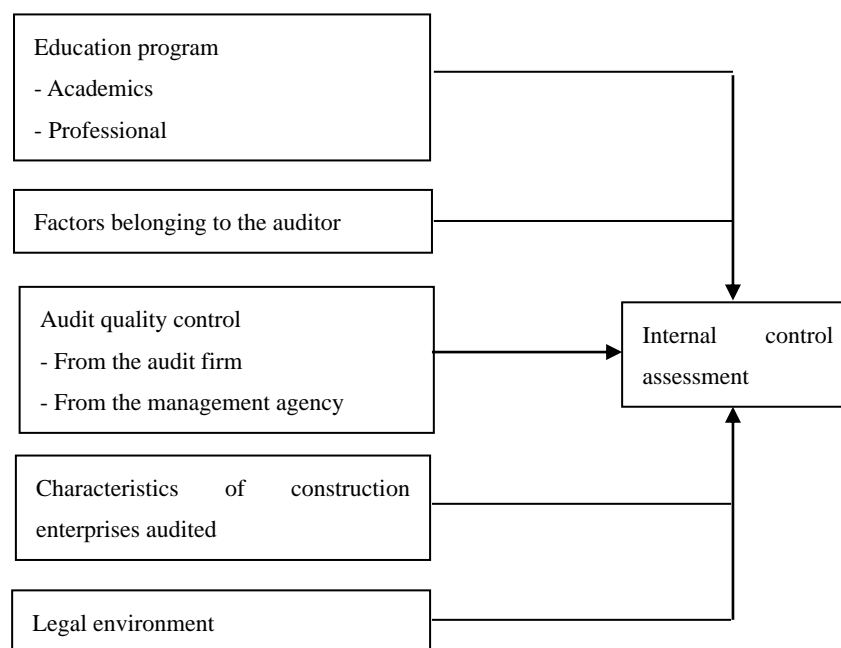 Education program
- Academics
- Professional
Factors belonging to the auditor
Audit quality control
- From the audit firm
- From the management agency
Internal control
assessment
Characteristics of construction
enterprises audited
Legal environment